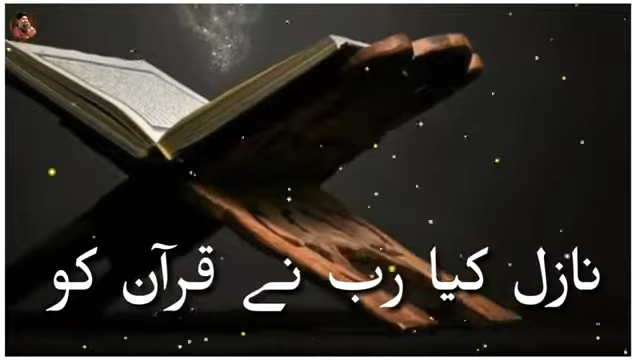 نازل کیا رب نے قرآن کو